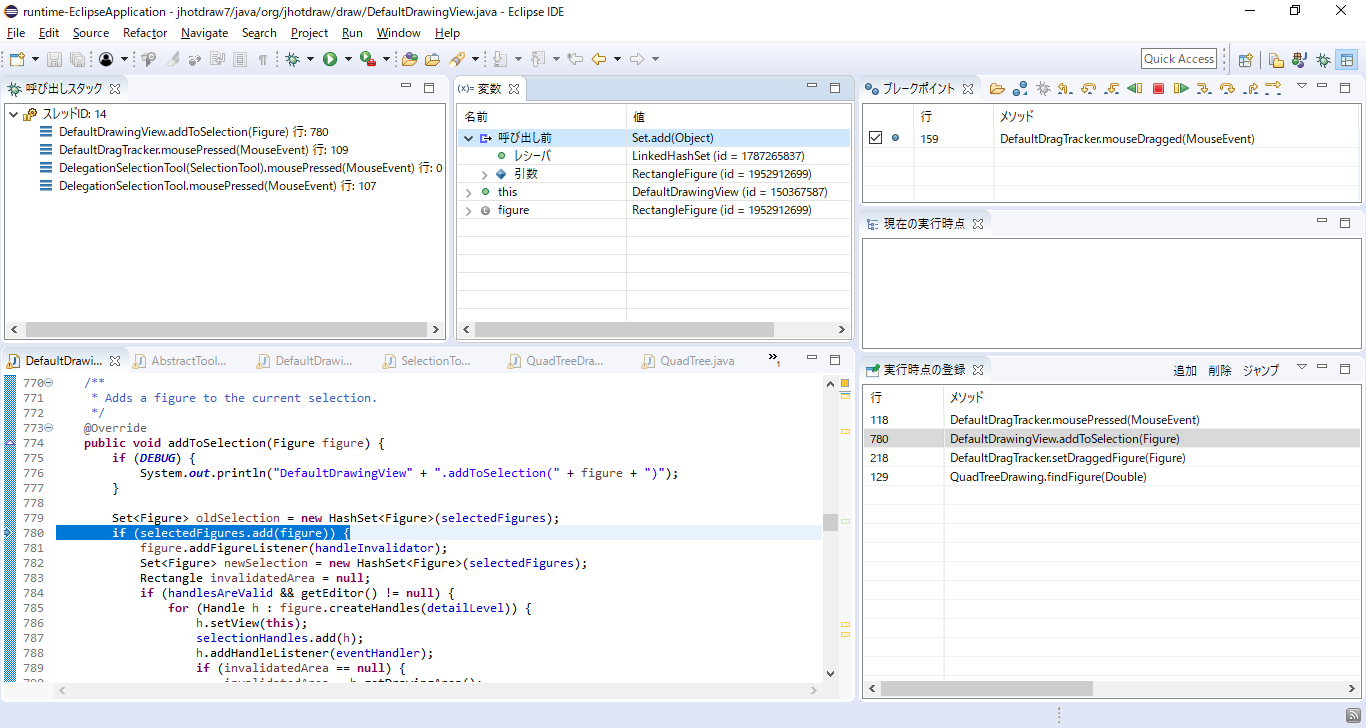 runtime-EclipseApplication - jhotdraw7/java/org/jhotdraw/draw/DefaultDrawingView.java - Eclipse IDE
File Edit Source Refactor Navigate Search Project Run Window Help
Quick Access
呼び出しスタック
スレッドID: 14
DefaultDrawingView.addToSelection(Figure) 行: 780
DefaultDragTracker.mousePressed(MouseEvent) 行: 109
DelegationSelectionTool(SelectionTool).mousePressed(MouseEvent) 行: 0
DelegationSelectionTool.mousePressed(MouseEvent) 行: 107
(x)= 変数
名前 値
呼び出し前 Set.add(Object)
レシーバ LinkedHashSet (id = 1787265837)
引数 RectangleFigure (id = 1952912699)
this DefaultDrawingView (id = 150367587)
figure RectangleFigure (id = 1952912699)
ブレークポイント
行 メソッド
159 DefaultDragTracker.mouseDragged(MouseEvent)
現在の実行時点
DefaultDrawi... AbstractTool... DefaultDrawi... SelectionTo... QuadTreeDra... QuadTree.java »1
770 /**
771 * Adds a figure to the current selection.
772 */
773 @Override
774 public void addToSelection(Figure figure) {
775 if (DEBUG) {
776 System.out.println("DefaultDrawingView" + ".addToSelection(" + figure + ")");
777 }
778
779 Set<Figure> oldSelection = new HashSet<Figure>(selectedFigures);
780 if (selectedFigures.add(figure)) {
781 figure.addFigureListener(handleInvalidator);
782 Set<Figure> newSelection = new HashSet<Figure>(selectedFigures);
783 Rectangle invalidatedArea = null;
784 if (handlesAreValid && getEditor() != null) {
785 for (Handle h : figure.createHandles(detailLevel)) {
786 h.setView(this);
787 selectionHandles.add(h);
788 h.addHandleListener(eventHandler);
789 if (invalidatedArea == null) {
実行時点の登録 追加 削除 ジャンプ
行 メソッド
118 DefaultDragTracker.mousePressed(MouseEvent)
780 DefaultDrawingView.addToSelection(Figure)
218 DefaultDragTracker.setDraggedFigure(Figure)
129 QuadTreeDrawing.findFigure(Double)